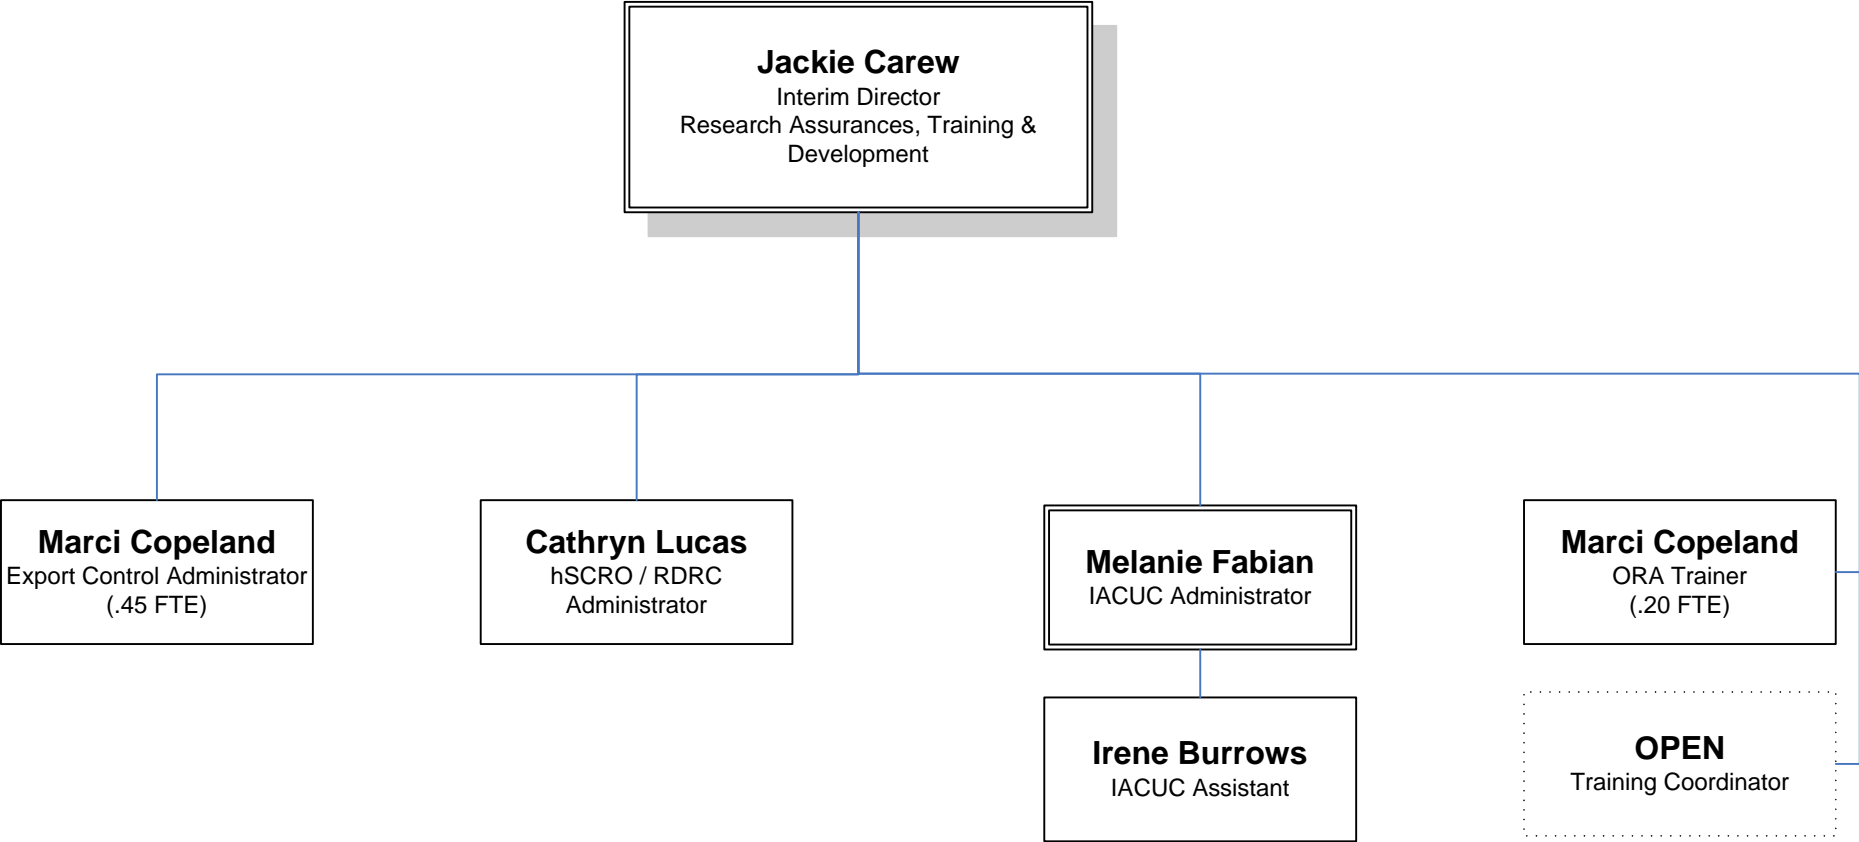 Jackie Carew
Interim Director
Research Assurances, Training &
Development
Marci Copeland
Export Control Administrator
(.45 FTE)
Cathryn Lucas
hSCRO / RDRC
Administrator
Melanie Fabian
IACUC Administrator
Marci Copeland
ORA Trainer
(.20 FTE)
Irene Burrows
IACUC Assistant
OPEN
Training Coordinator